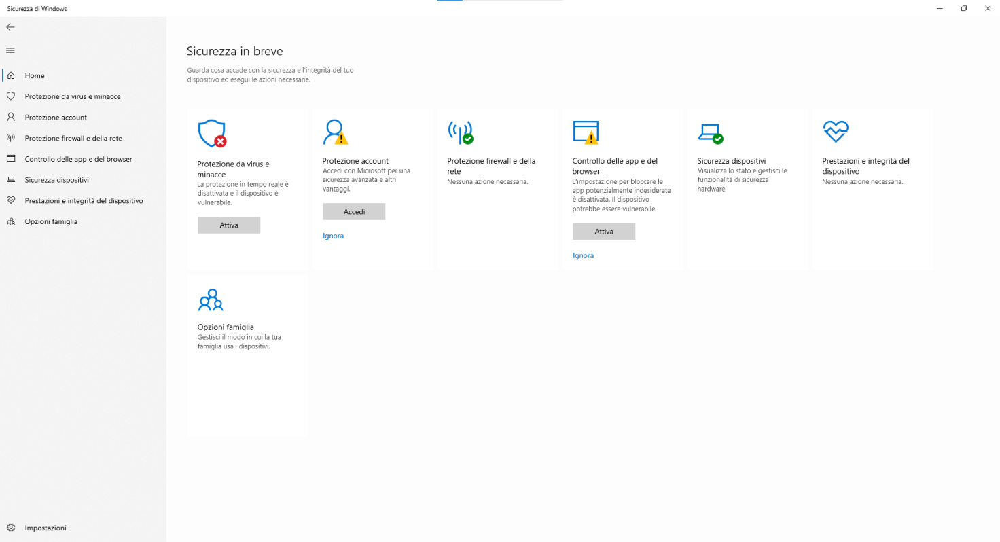 Sicurezza di Windows
Home
Protezione da virus e minacce
Protezione account
Protezione firewall e della rete
Controllo delle app e del browser
Sicurezza dispositivi
Prestazioni e integrità del dispositivo
Opzioni famiglia
Impostazioni
Sicurezza in breve
Guarda cosa accade con la sicurezza e l'integrità del tuo
dispositivo ed esegui le azioni necessarie.
Protezione da virus e
minacce
La protezione in tempo reale è
disattivata e il dispositivo è
vulnerabile.
Attiva
Protezione account
Accedi con Microsoft per una
sicurezza avanzata e altri
vantaggi.
Accedi
Ignora
Protezione firewall e della
rete
Nessuna azione necessaria.
Controllo delle app e del
browser
L'impostazione per bloccare le
app potenzialmente indesiderate
è disattivata. Il dispositivo
potrebbe essere vulnerabile.
Attiva
Ignora
Sicurezza dispositivi
Visualizza lo stato e gestisci le
funzionalità di sicurezza
hardware
Prestazioni e integrità del
dispositivo
Nessuna azione necessaria.
Opzioni famiglia
Gestisci il modo in cui la tua
famiglia usa i dispositivi.